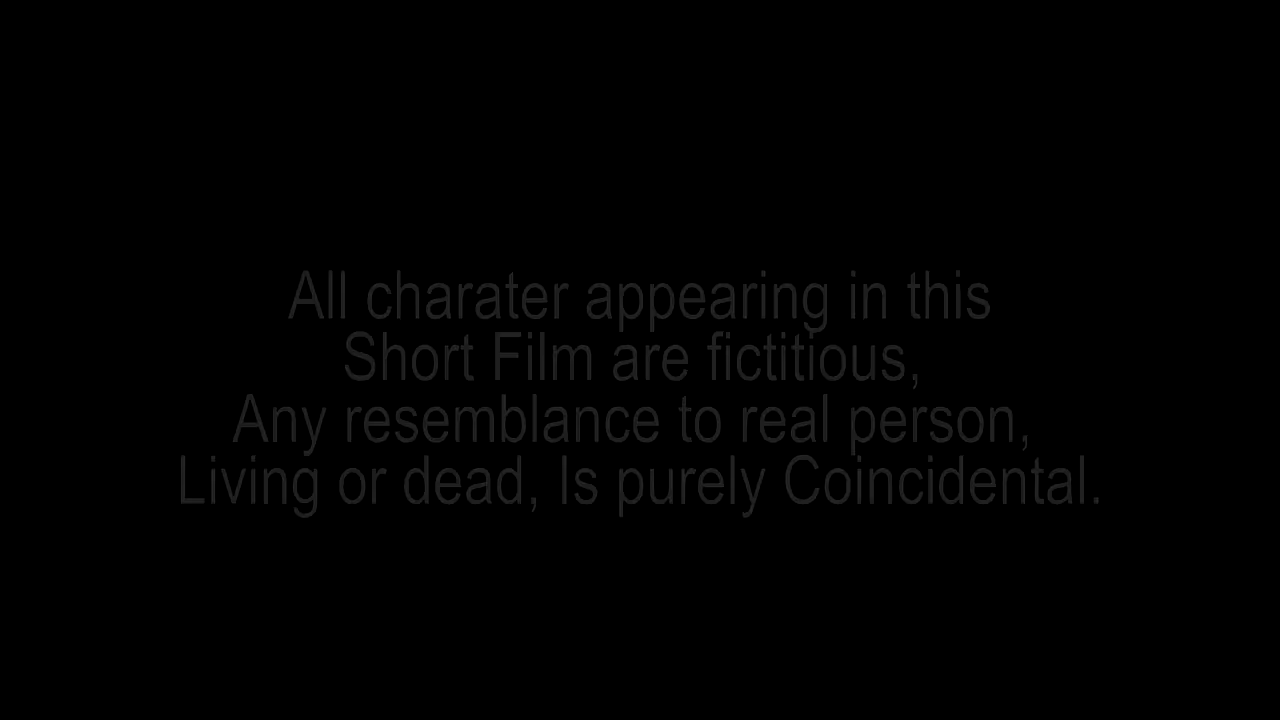 All charater appearing in this
Short Film are fictitious,
Any resemblance to real person,
Living or dead, Is purely Coincidental.